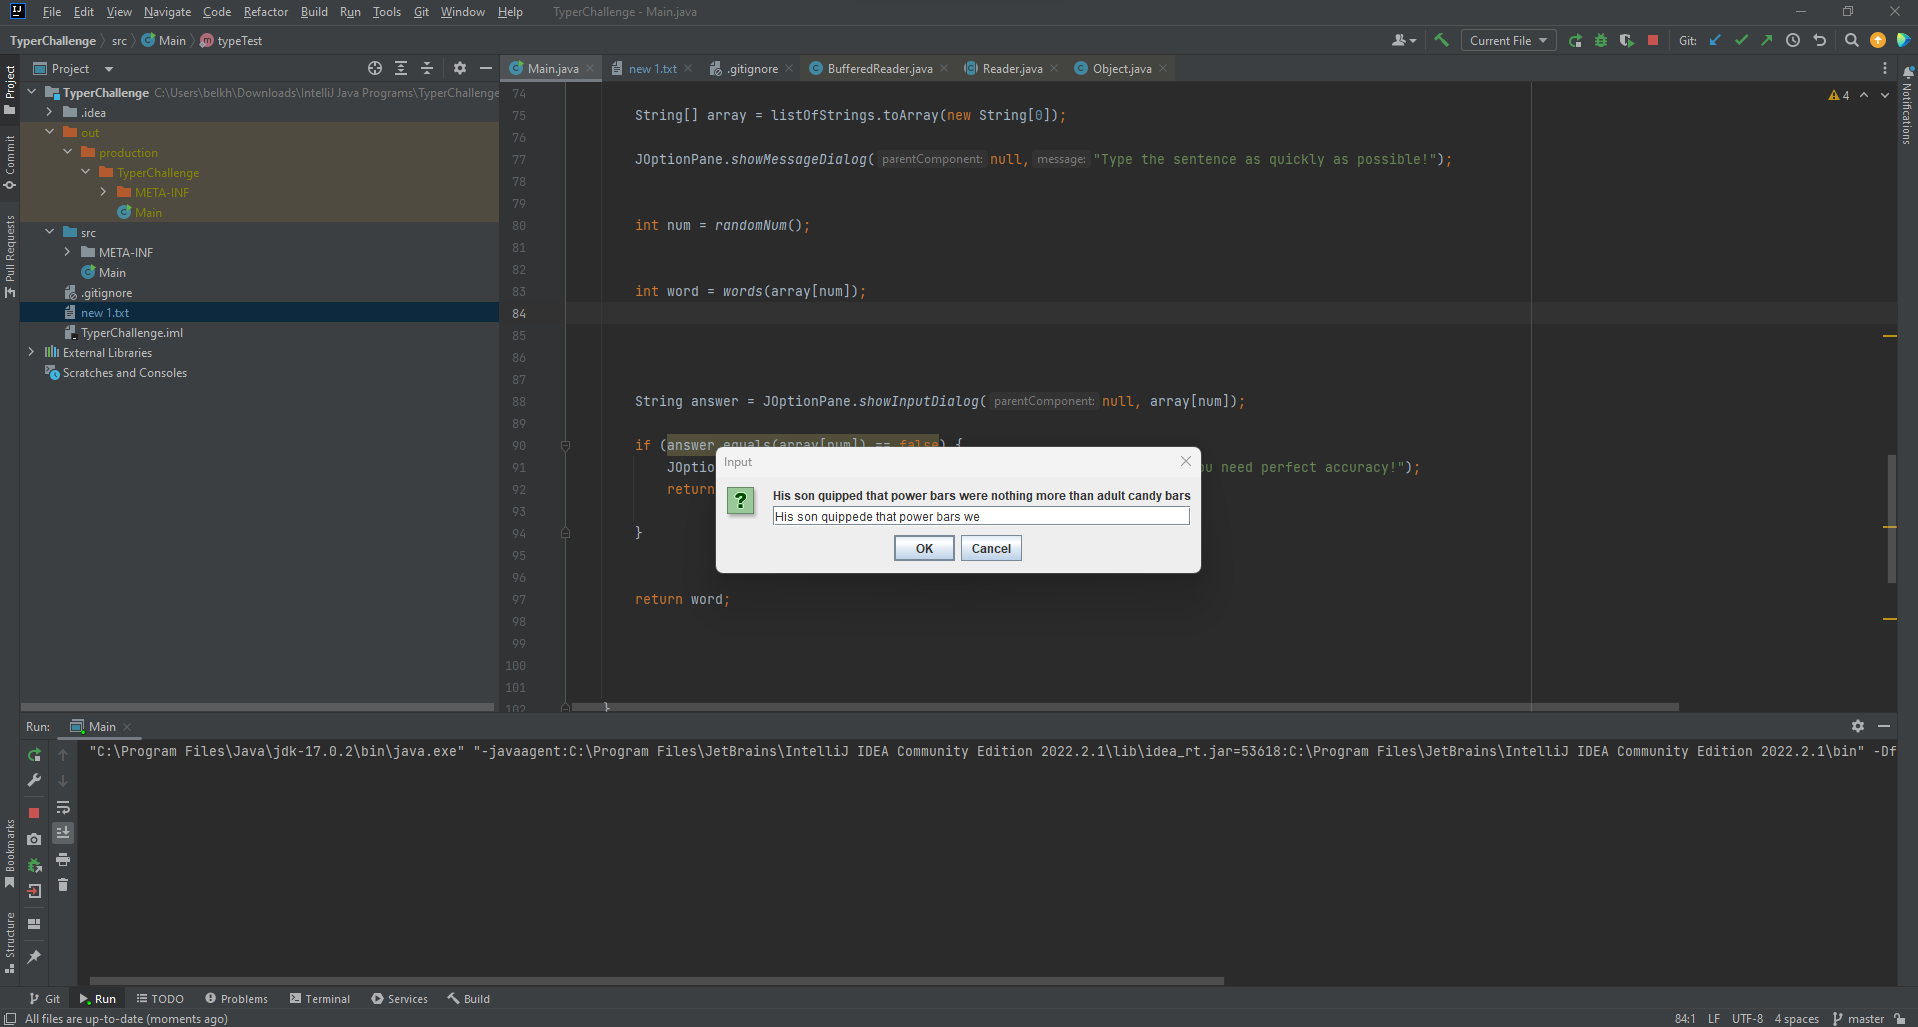 File Edit View Navigate Code Refactor Build Run Tools Git Window Help TyperChallenge - Main.java
TyperChallenge src Main typeTest Current File Git:
Project
Main.java new 1.txt .gitignore BufferedReader.java Reader.java Object.java
TyperChallenge C:\Users\belkh\Downloads\IntelliJ Java Programs\TyperChallenge
.idea
out
production
TyperChallenge
META-INF
Main
src
META-INF
Main
.gitignore
new 1.txt
TyperChallenge.iml
External Libraries
Scratches and Consoles
Project
Commit
Pull Requests
Bookmarks
Structure
Notifications
4
74
75 String[] array = listOfStrings.toArray(new String[0]);
76
77 JOptionPane.showMessageDialog( parentComponent: null, message: "Type the sentence as quickly as possible!");
78
79
80 int num = randomNum();
81
82
83 int word = words(array[num]);
84
85
86
87
88 String answer = JOptionPane.showInputDialog( parentComponent: null, array[num]);
89
90 if (answer.equals(array[num]) == false) {
91 JOptio u need perfect accuracy!");
92 return
93
94 }
95
96
97 return word;
98
99
100
101
102 }
Input
His son quipped that power bars were nothing more than adult candy bars
His son quippede that power bars we
OK Cancel
Run: Main
"C:\Program Files\Java\jdk-17.0.2\bin\java.exe" "-javaagent:C:\Program Files\JetBrains\IntelliJ IDEA Community Edition 2022.2.1\lib\idea_rt.jar=53618:C:\Program Files\JetBrains\IntelliJ IDEA Community Edition 2022.2.1\bin" -Df
Git Run TODO Problems Terminal Services Build
All files are up-to-date (moments ago) 84:1 LF UTF-8 4 spaces master